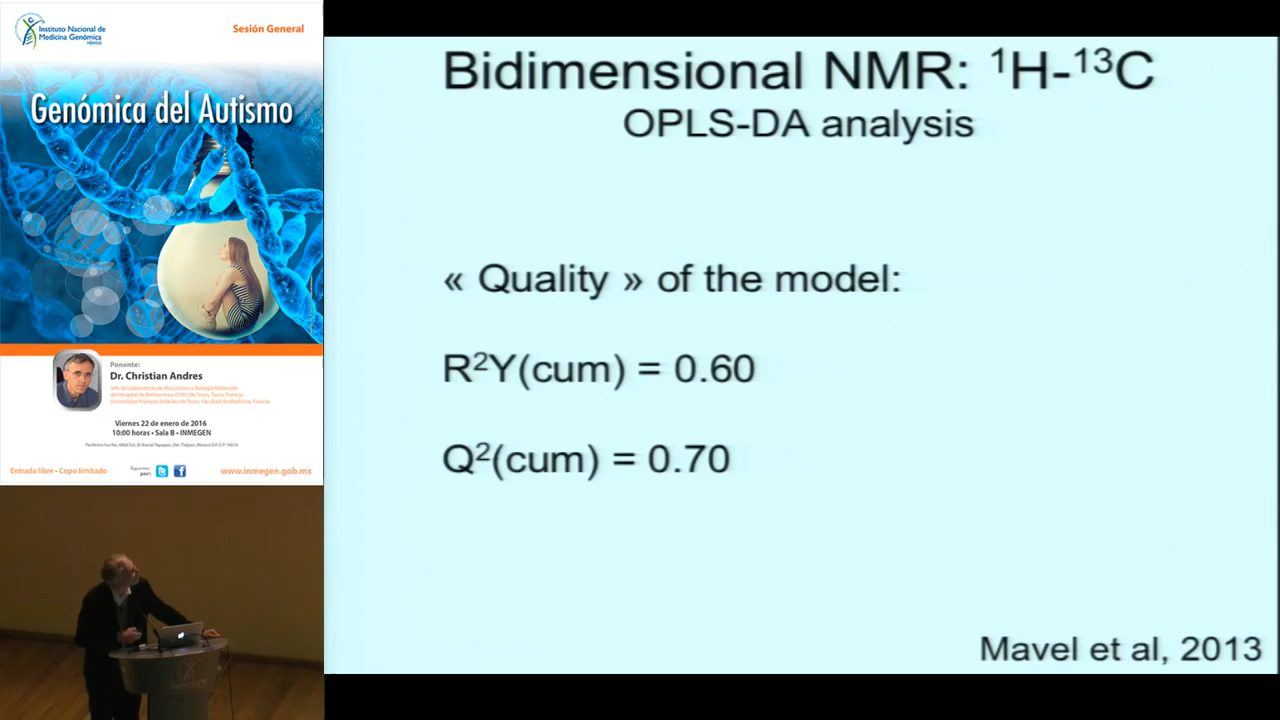 Instituto Nacional de
Medicina Genómica
MÉXICO
Sesión General
Genómica del Autismo
Ponente:
Dr. Christian Andres
Jefe del Laboratorio de Bioquímica y Biología Molecular
del Hospital de Bretonneau, CHRU de Tours, Tours, Francia.
Universidad François Rabelais de Tours, Facultad de Medicina, Francia.
Viernes 22 de enero de 2016
10:00 horas • Sala B • INMEGEN
Periférico Sur No. 4809 Col. El Arenal Tepepan, Del. Tlalpan, México D.F. C.P. 14610
Entrada libre • Cupo limitado
Síguenos
por:
www.inmegen.gob.mx
INMEGEN
Bidimensional NMR: ¹H-¹³C
OPLS-DA analysis
« Quality » of the model:
R²Y(cum) = 0.60
Q²(cum) = 0.70
Mavel et al, 2013